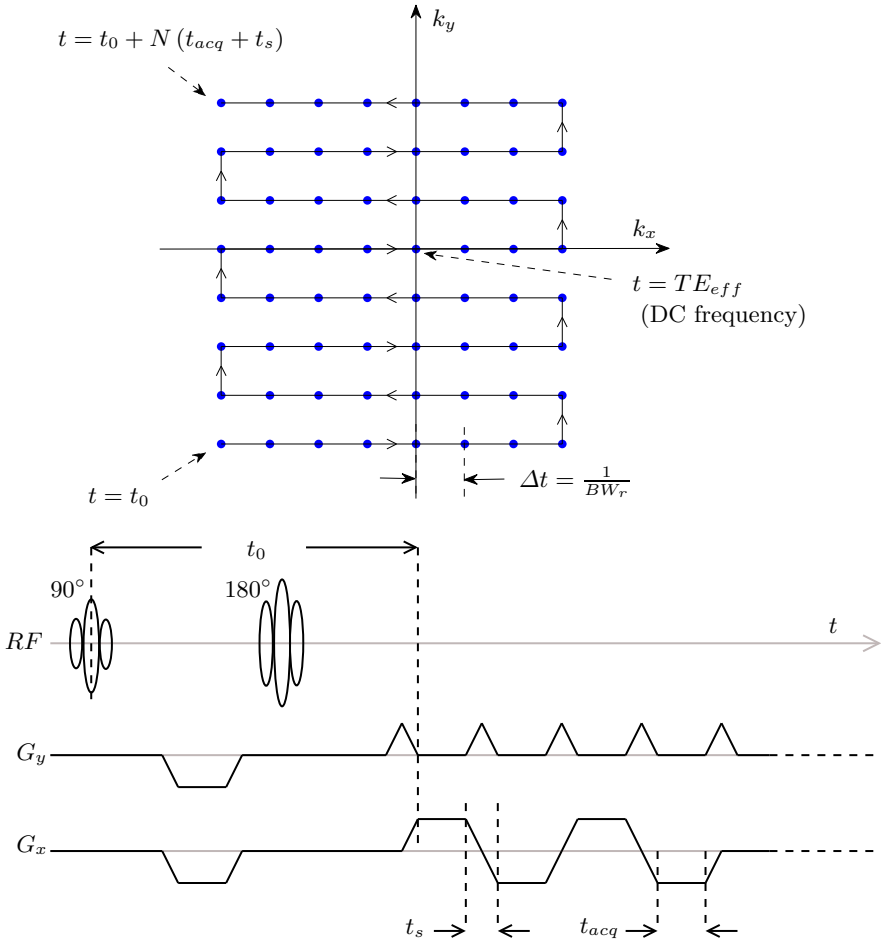 k_y
t = t_0 + N (t_{acq} + t_s)
k_x
t = TE_{eff}
(DC frequency)
Δt = \frac{1}{BW_r}
t = t_0
t_0
90°
180°
RF
t
G_y
G_x
t_s
t_{acq}